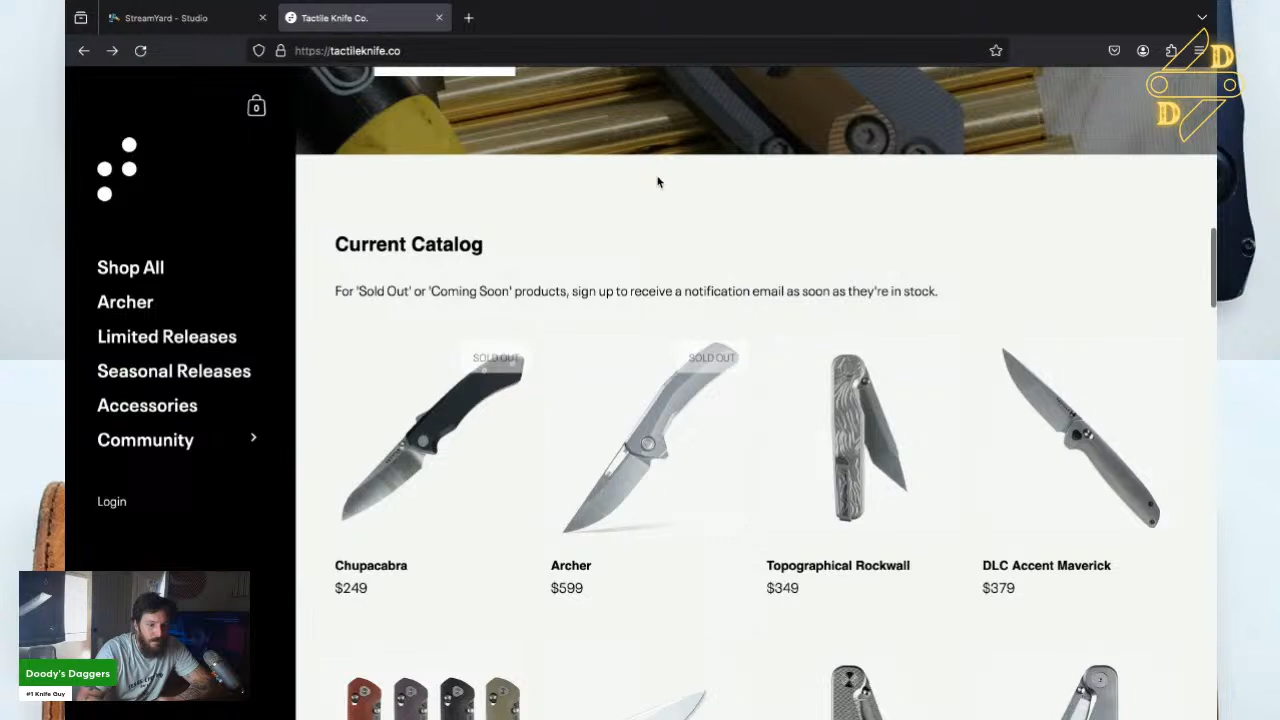 StreamYard - Studio
Tactile Knife Co.
https://tactileknife.co
D
D
0
Shop All
Archer
Limited Releases
Seasonal Releases
Accessories
Community
Login
Current Catalog
For 'Sold Out' or 'Coming Soon' products, sign up to receive a notification email as soon as they're in stock.
SOLD OUT
SOLD OUT
Chupacabra
$249
Archer
$599
Topographical Rockwall
$349
DLC Accent Maverick
$379
Doody's Daggers
#1 Knife Guy